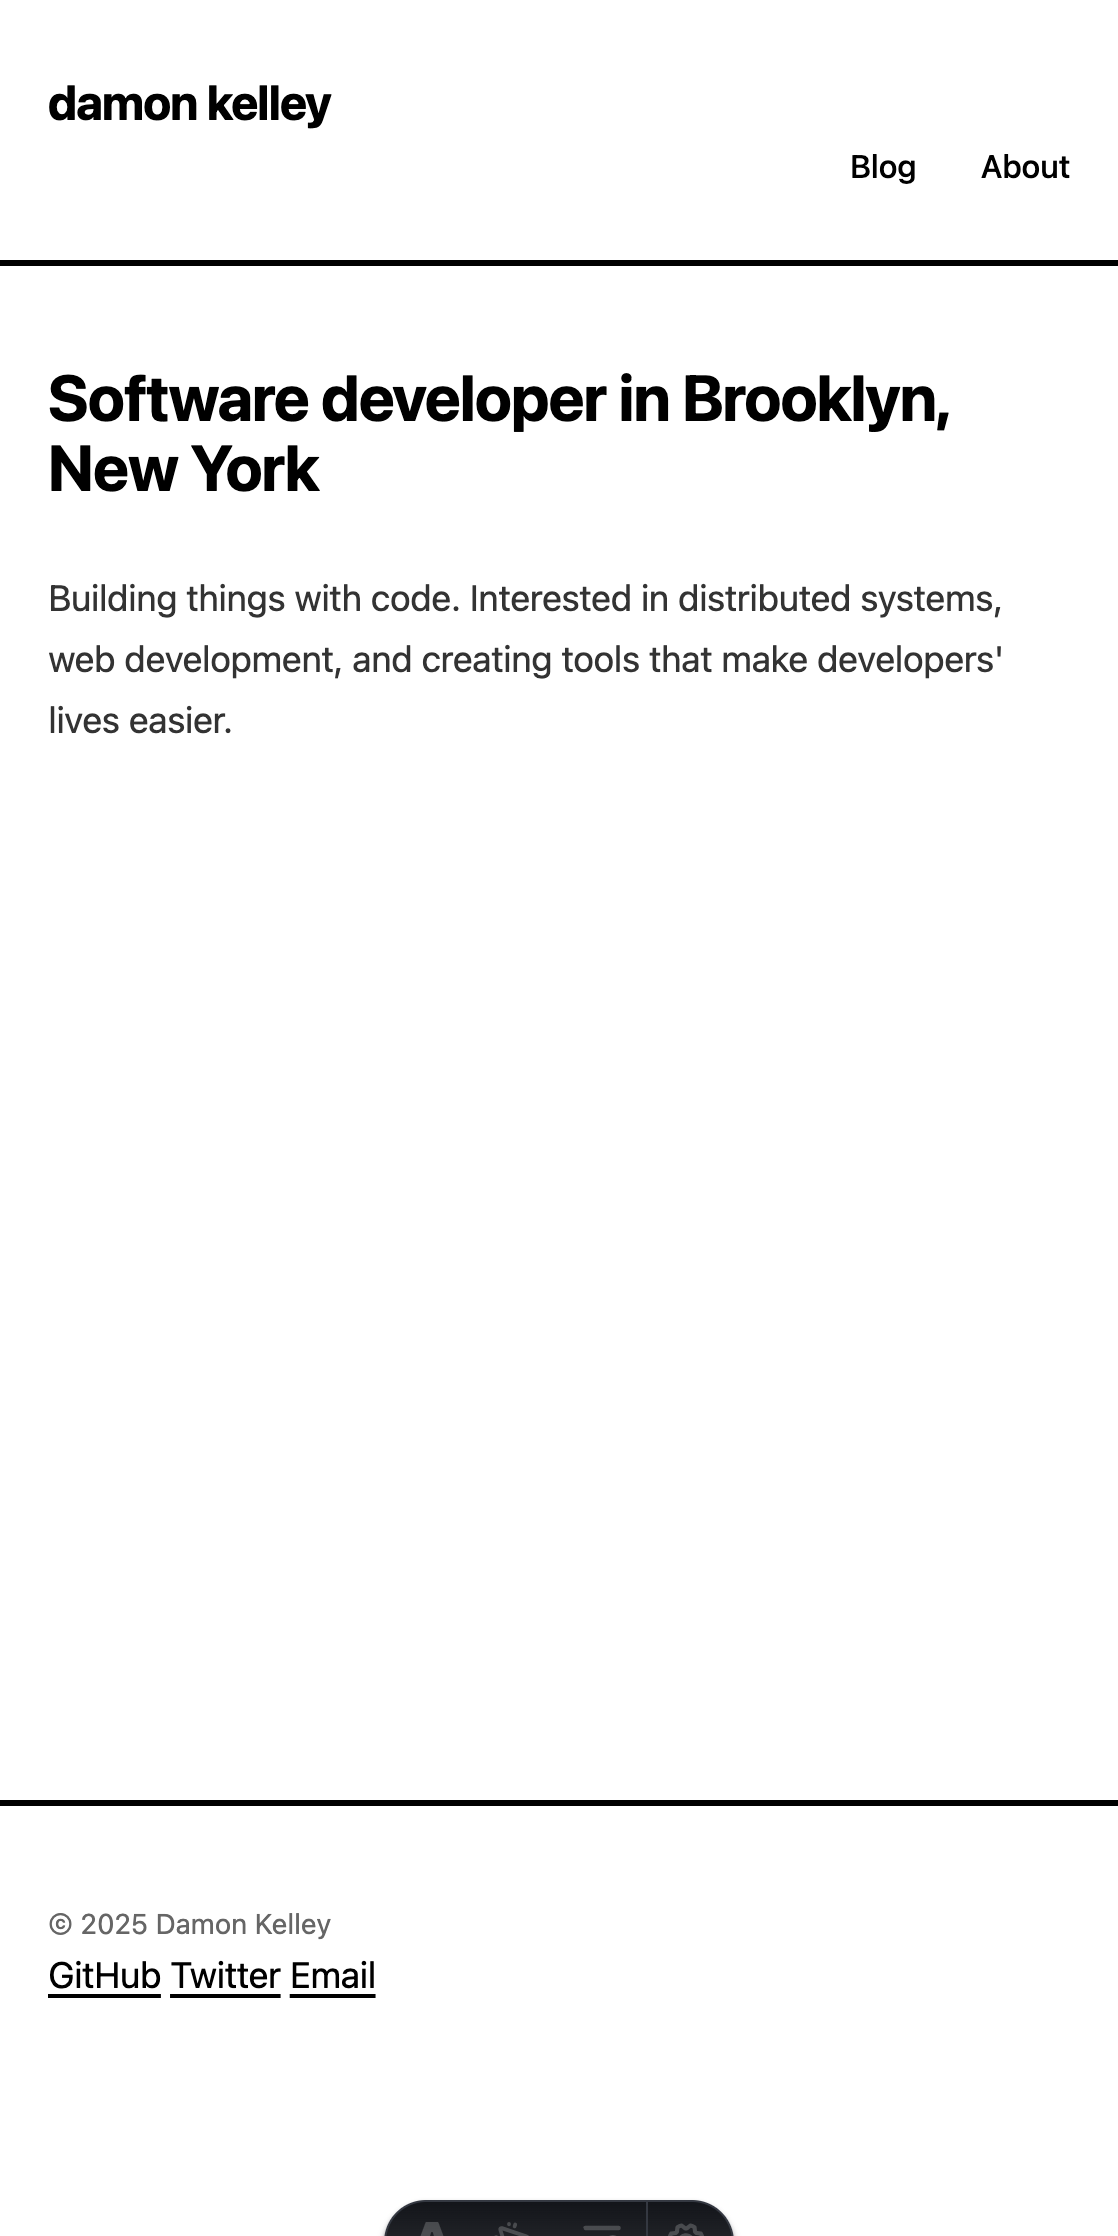 damon kelley
Blog About
Software developer in Brooklyn,
New York
Building things with code. Interested in distributed systems,
web development, and creating tools that make developers'
lives easier.
© 2025 Damon Kelley
GitHub Twitter Email